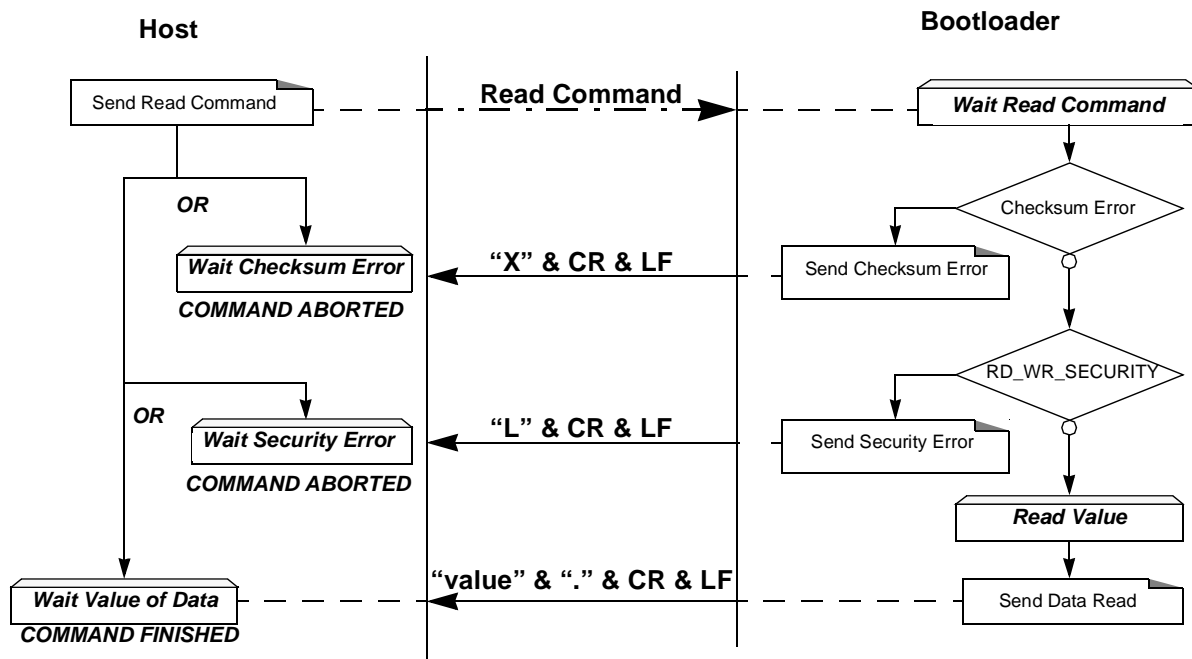 Host
Bootloader
Send Read Command
Read Command
Wait Read Command
OR
Checksum Error
Wait Checksum Error
“X” & CR & LF
Send Checksum Error
COMMAND ABORTED
RD_WR_SECURITY
OR
Wait Security Error
“L” & CR & LF
Send Security Error
COMMAND ABORTED
Read Value
“value” & “.” & CR & LF
Wait Value of Data
Send Data Read
COMMAND FINISHED